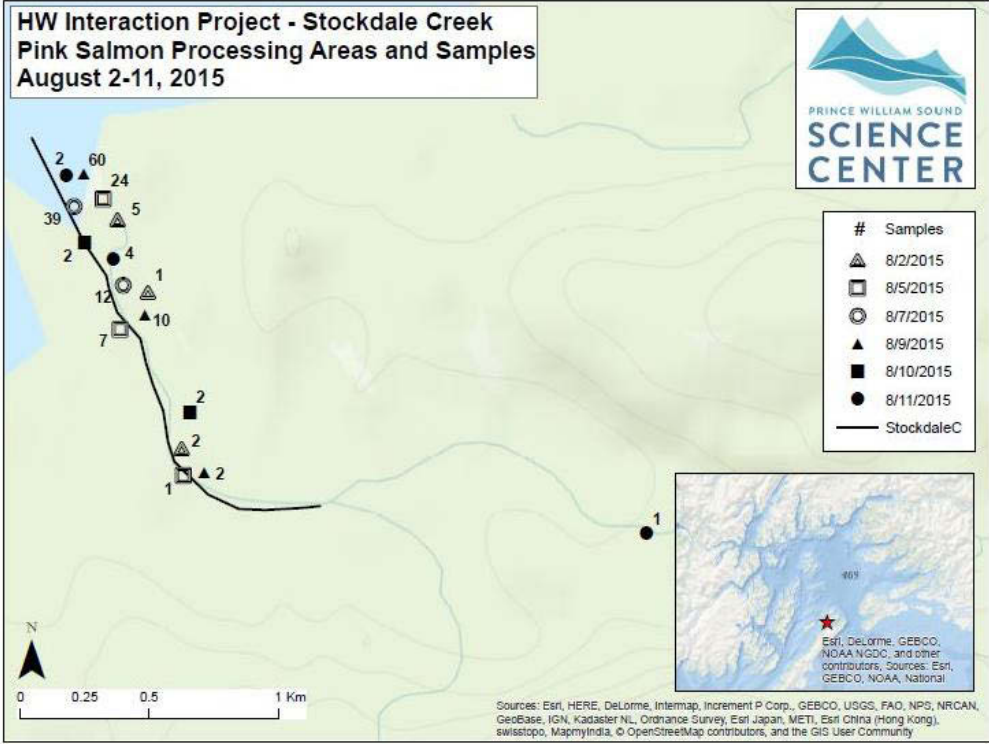 HW Interaction Project - Stockdale Creek
Pink Salmon Processing Areas and Samples
August 2-11, 2015
PRINCE WILLIAM SOUND
SCIENCE
CENTER
# Samples
8/2/2015
8/5/2015
8/7/2015
8/9/2015
8/10/2015
8/11/2015
StockdaleC
2 60
24
39 5
2 4
12 1
10
7
2
2
1 2
1
469
Esri, DeLorme, GEBCO,
NOAA NGDC, and other
contributors, Sources: Esri,
GEBCO, NOAA, National
N
0 0.25 0.5 1 Km
Sources: Esri, HERE, DeLorme, Intermap, increment P Corp., GEBCO, USGS, FAO, NPS, NRCAN,
GeoBase, IGN, Kadaster NL, Ordnance Survey, Esri Japan, METI, Esri China (Hong Kong),
swisstopo, MapmyIndia, © OpenStreetMap contributors, and the GIS User Community